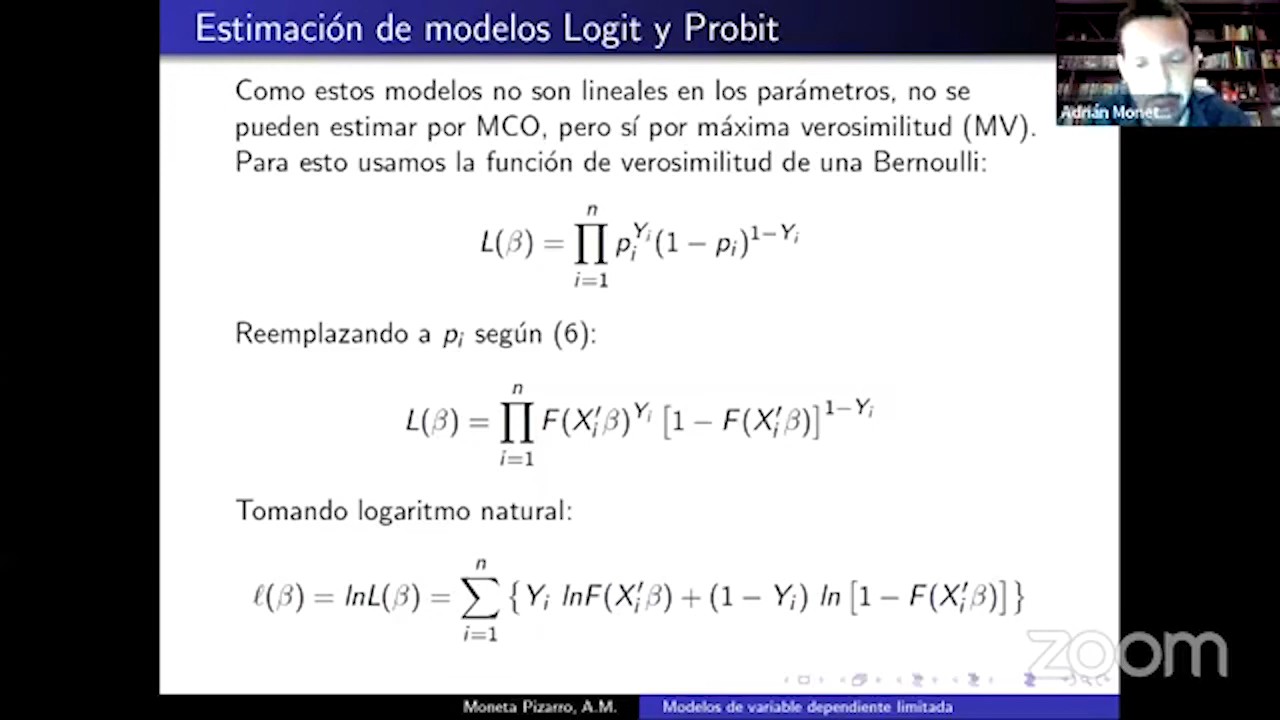 Estimación de modelos Logit y Probit
Adrián Monet...
Como estos modelos no son lineales en los parámetros, no se
pueden estimar por MCO, pero sí por máxima verosimilitud (MV).
Para esto usamos la función de verosimilitud de una Bernoulli:
L(β) = ∏_{i=1}^{n} p_i^{Y_i} (1 − p_i)^{1−Y_i}
Reemplazando a p_i según (6):
L(β) = ∏_{i=1}^{n} F(X_i′β)^{Y_i} [1 − F(X_i′β)]^{1−Y_i}
Tomando logaritmo natural:
ℓ(β) = lnL(β) = ∑_{i=1}^{n} {Y_i lnF(X_i′β) + (1 − Y_i) ln [1 − F(X_i′β)]}
zoom
Moneta Pizarro, A.M. Modelos de variable dependiente limitada